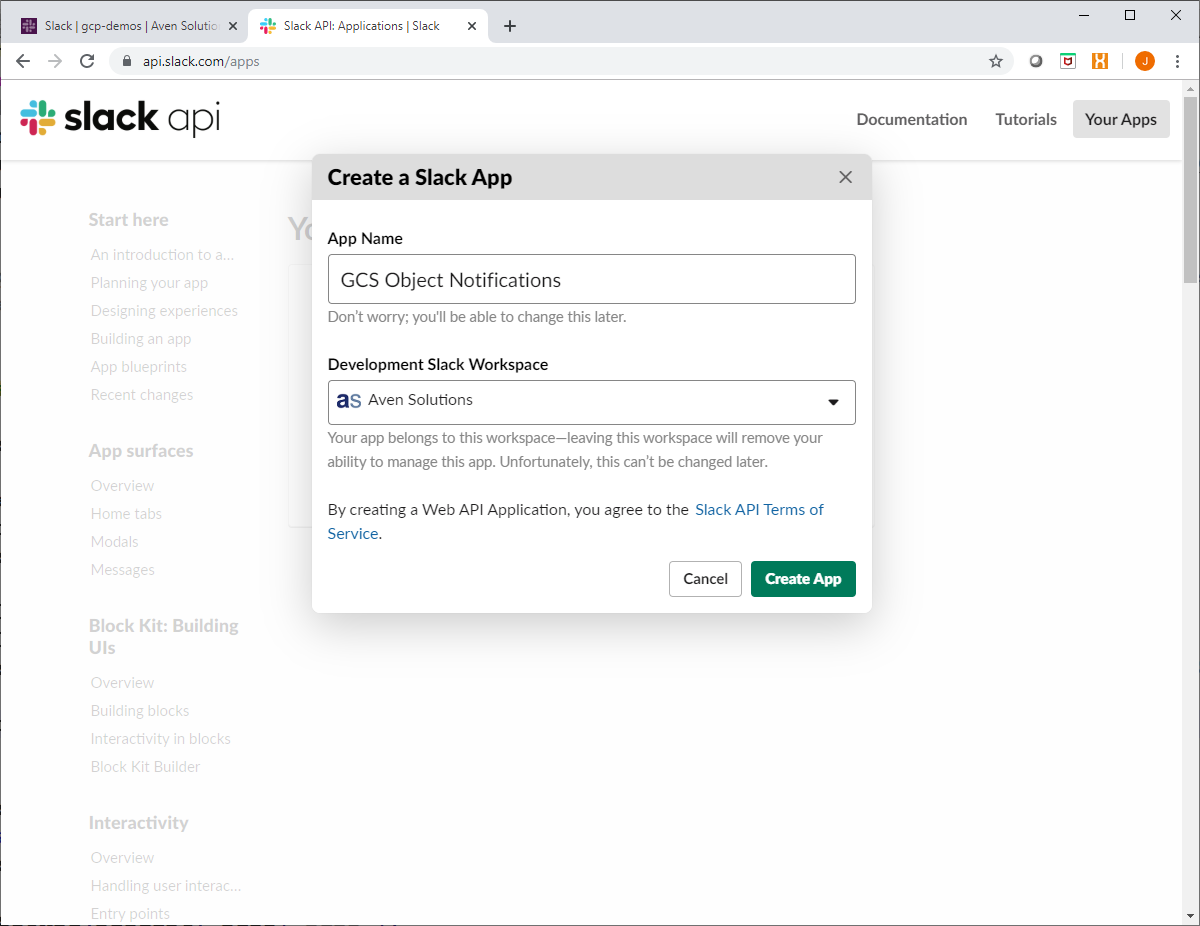 Slack | gcp-demos | Aven Solutio
Slack API: Applications | Slack
api.slack.com/apps
J
slack api
Documentation
Tutorials
Your Apps
Create a Slack App
App Name
GCS Object Notifications
Don't worry; you'll be able to change this later.
Development Slack Workspace
as Aven Solutions
Your app belongs to this workspace—leaving this workspace will remove your
ability to manage this app. Unfortunately, this can't be changed later.
By creating a Web API Application, you agree to the Slack API Terms of
Service.
Cancel
Create App
Start here
An introduction to a...
Planning your app
Designing experiences
Building an app
App blueprints
Recent changes
App surfaces
Overview
Home tabs
Modals
Messages
Block Kit: Building
UIs
Overview
Building blocks
Interactivity in blocks
Block Kit Builder
Interactivity
Overview
Handling user interac...
Entry points